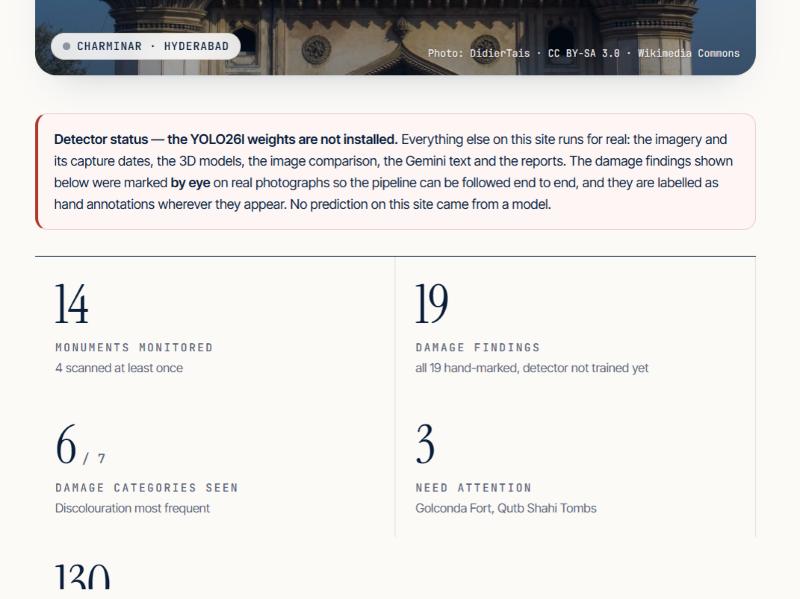 CHARMINAR · HYDERABAD
Photo: DidierTais · CC BY-SA 3.0 · Wikimedia Commons
Detector status — the YOLO26l weights are not installed. Everything else on this site runs for real: the imagery and
its capture dates, the 3D models, the image comparison, the Gemini text and the reports. The damage findings shown
below were marked by eye on real photographs so the pipeline can be followed end to end, and they are labelled as
hand annotations wherever they appear. No prediction on this site came from a model.
14
MONUMENTS MONITORED
4 scanned at least once
19
DAMAGE FINDINGS
all 19 hand-marked, detector not trained yet
6 / 7
DAMAGE CATEGORIES SEEN
Discolouration most frequent
3
NEED ATTENTION
Golconda Fort, Qutb Shahi Tombs
130